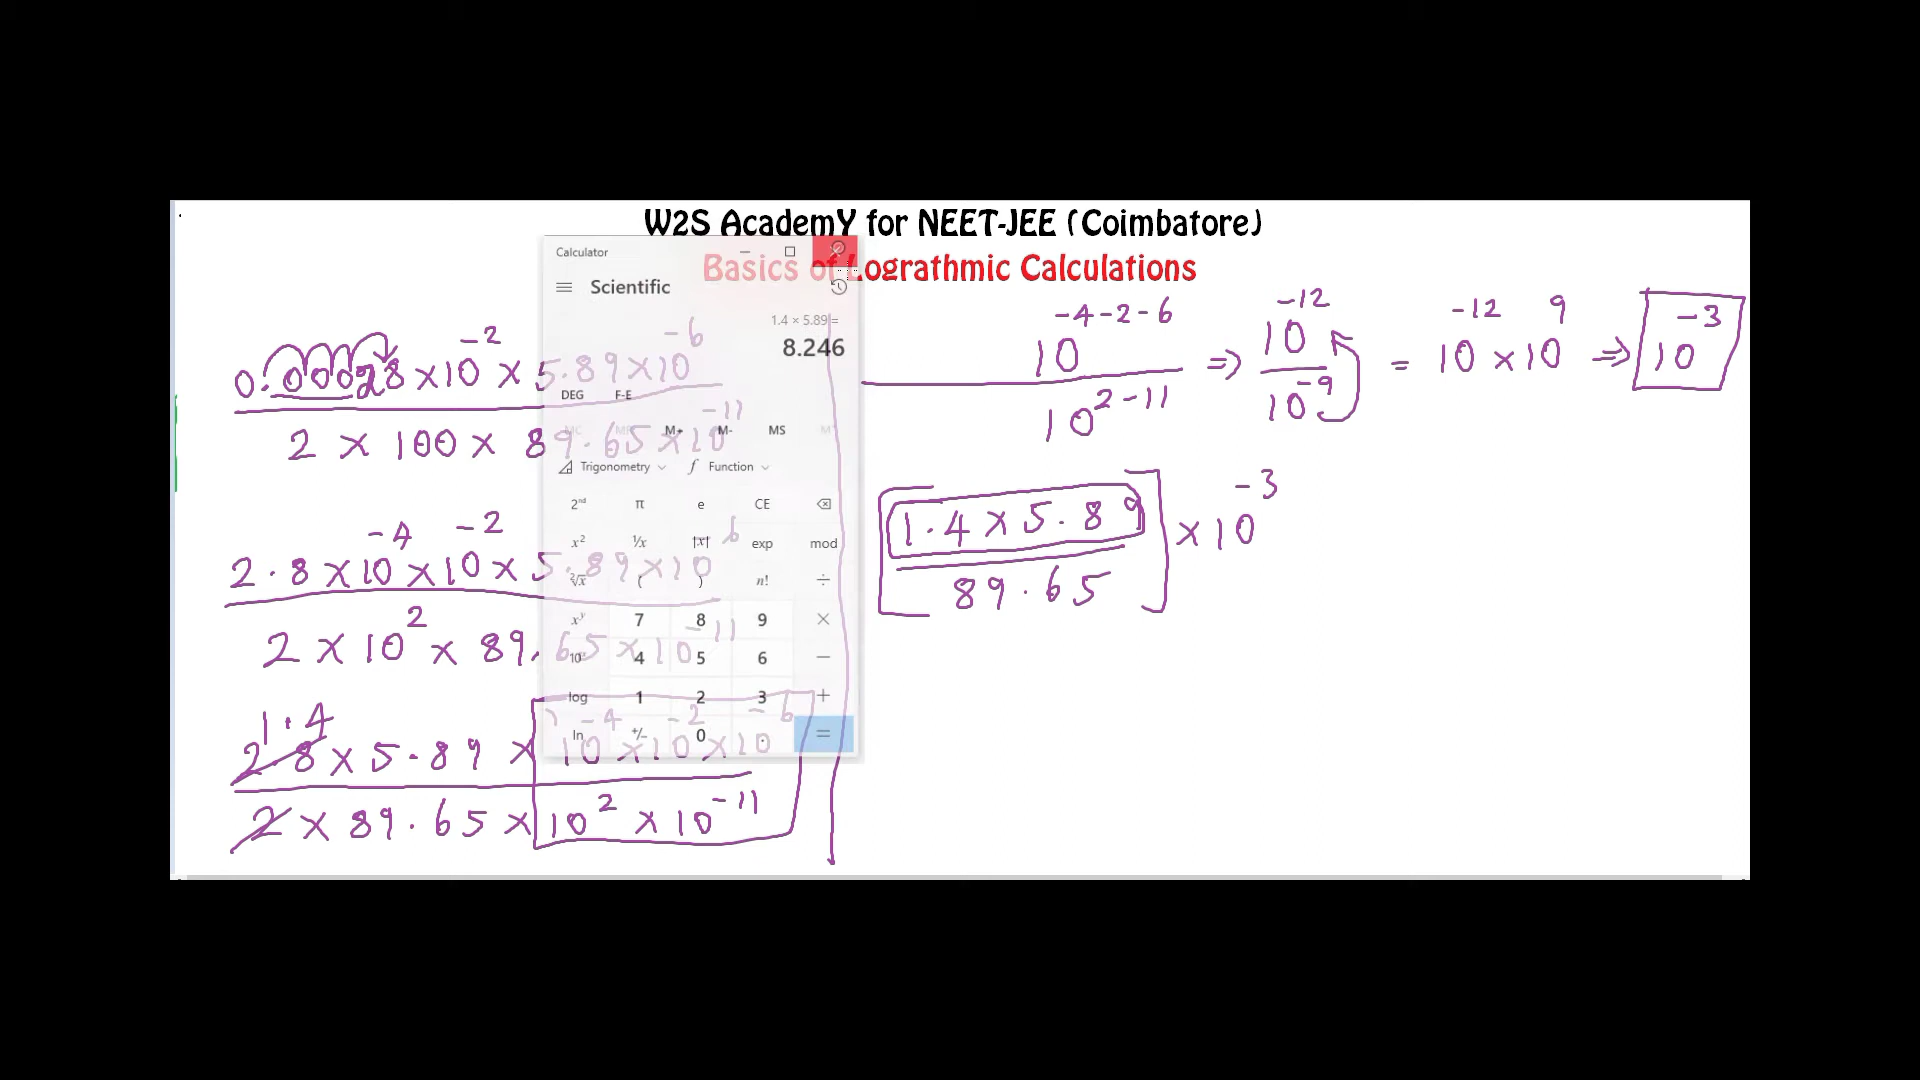 W2S AcademY for NEET-JEE (Coimbatore)
Basics of Lograthmic Calculations
Calculator
Scientific
1.4 × 5.89 =
8.246
DEG F-E
MC MR M+ M- MS
Trigonometry f Function
2nd π e CE
x² ¹/x |x| exp mod
²√x ( ) n! ÷
xʸ 7 8 9 ×
10ˣ 4 5 6 −
log 1 2 3 +
ln +/- 0 . =
0.00028 × 10⁻² × 5.89 × 10⁻⁶
2 × 100 × 89.65 × 10⁻¹¹
2.8 × 10⁻⁴ × 10⁻² × 5.89 × 10⁻⁶
2 × 10² × 89.65 × 10⁻¹¹
1.4
2.8 × 5.89 × 10⁻⁴ × 10⁻² × 10⁻⁶
2 × 89.65 × 10² × 10⁻¹¹
10⁻⁴⁻²⁻⁶ ⇒ 10⁻¹² = 10⁻¹² × 10⁹ ⇒ 10⁻³
10²⁻¹¹ 10⁻⁹
[1.4 × 5.89 ] × 10⁻³
89.65